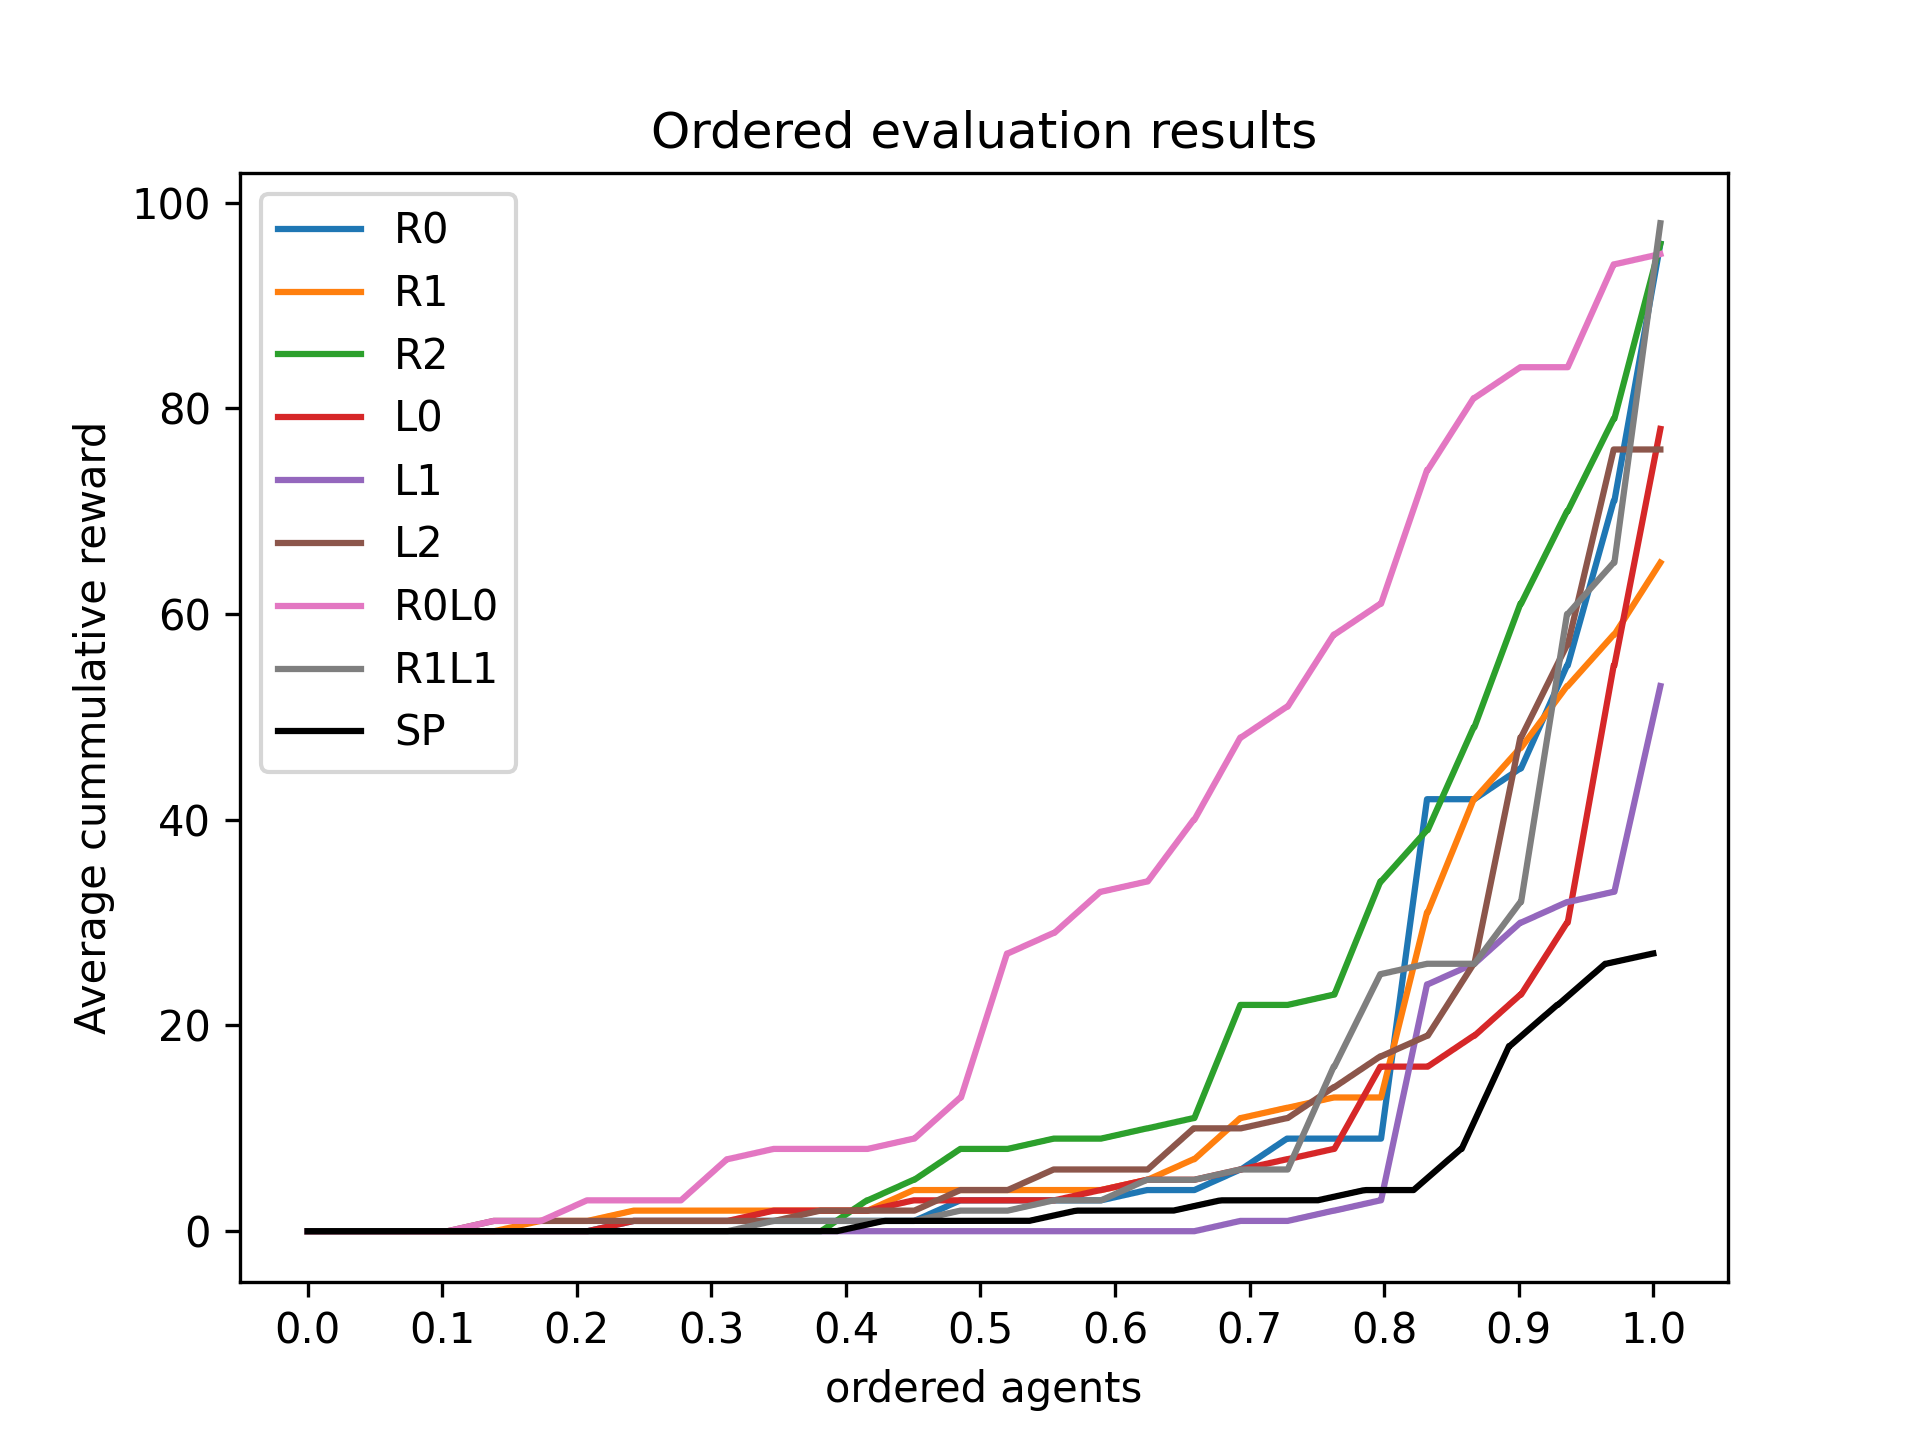 Ordered evaluation results
100
80
60
40
20
0
Average cummulative reward
R0
R1
R2
L0
L1
L2
R0L0
R1L1
SP
0.0 0.1 0.2 0.3 0.4 0.5 0.6 0.7 0.8 0.9 1.0
ordered agents